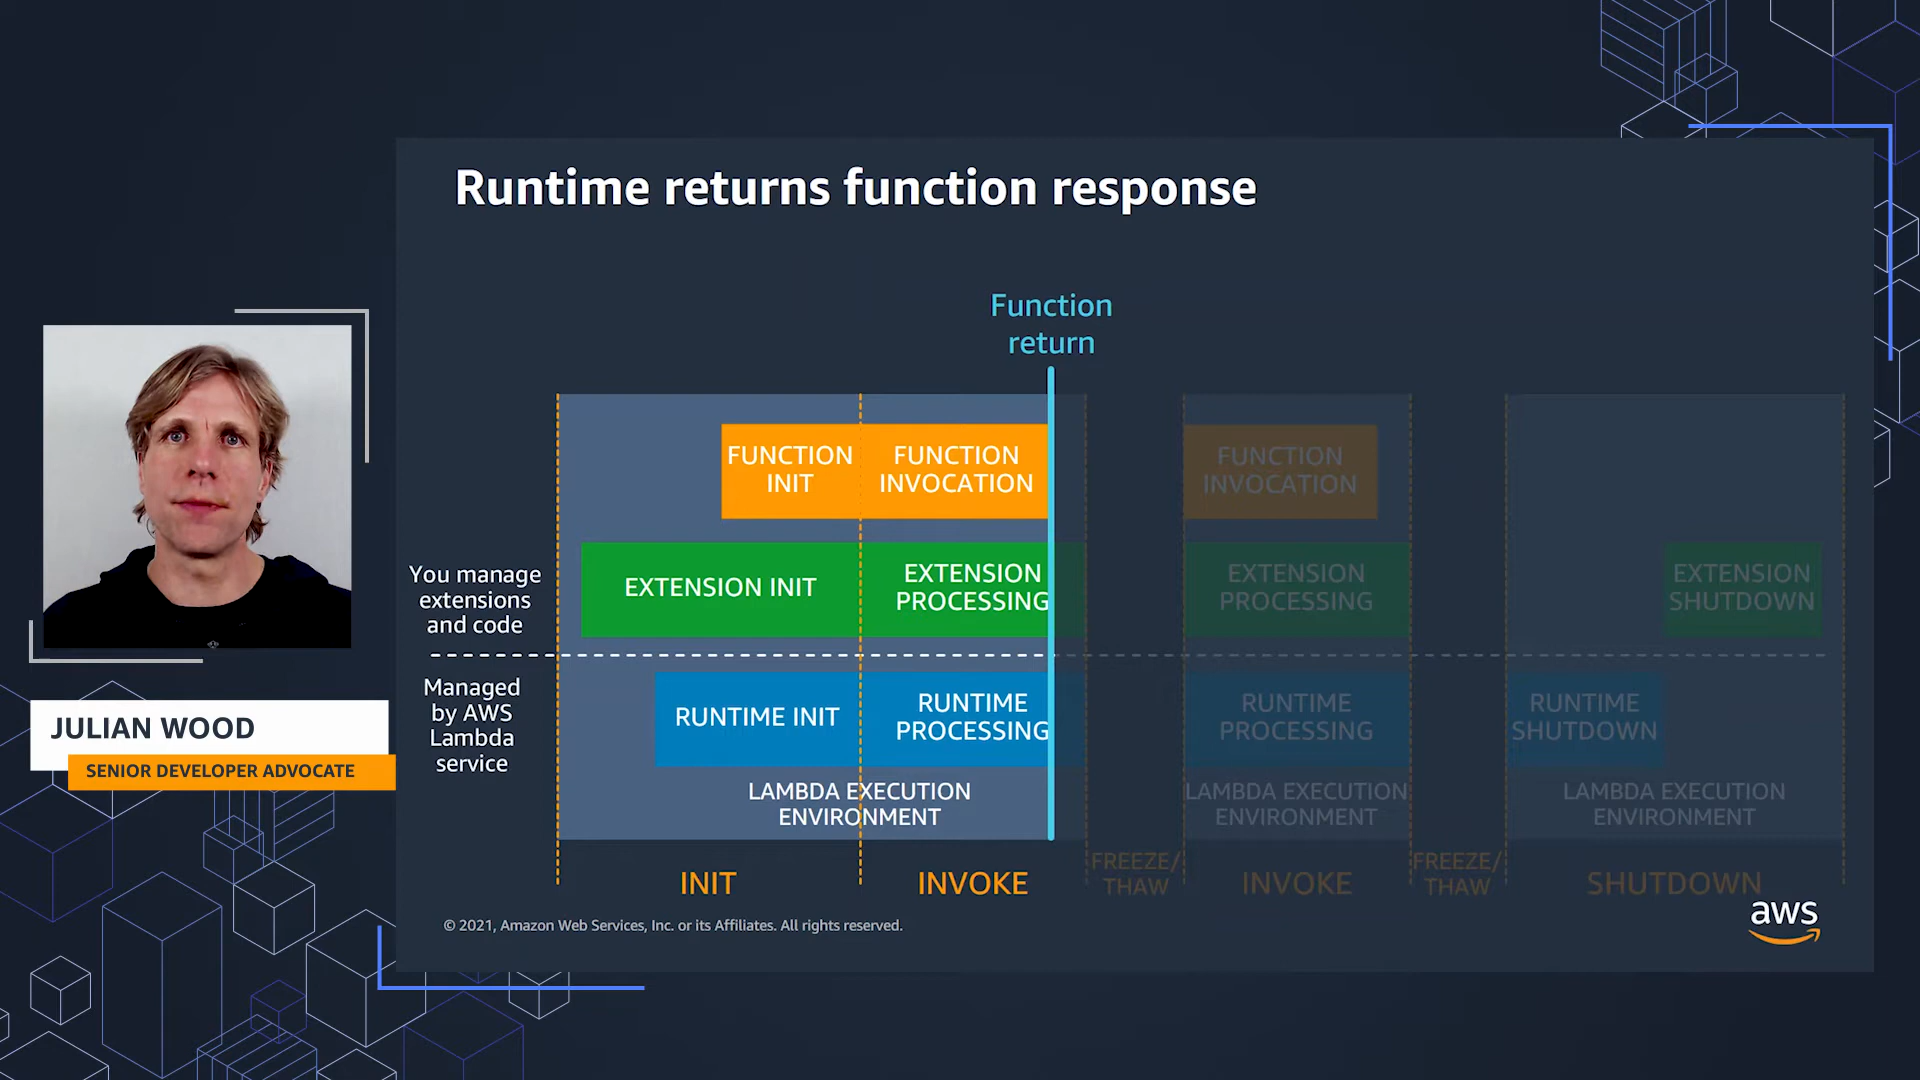 Runtime returns function response
Function
return
FUNCTION
INIT
FUNCTION
INVOCATION
FUNCTION
INVOCATION
You manage
extensions
and code
EXTENSION INIT
EXTENSION
PROCESSING
EXTENSION
PROCESSING
EXTENSION
SHUTDOWN
Managed
by AWS
Lambda
service
RUNTIME INIT
RUNTIME
PROCESSING
RUNTIME
PROCESSING
RUNTIME
SHUTDOWN
LAMBDA EXECUTION
ENVIRONMENT
LAMBDA EXECUTION
ENVIRONMENT
LAMBDA EXECUTION
ENVIRONMENT
INIT
INVOKE
FREEZE/
THAW
INVOKE
FREEZE/
THAW
SHUTDOWN
© 2021, Amazon Web Services, Inc. or its Affiliates. All rights reserved.
aws
JULIAN WOOD
SENIOR DEVELOPER ADVOCATE